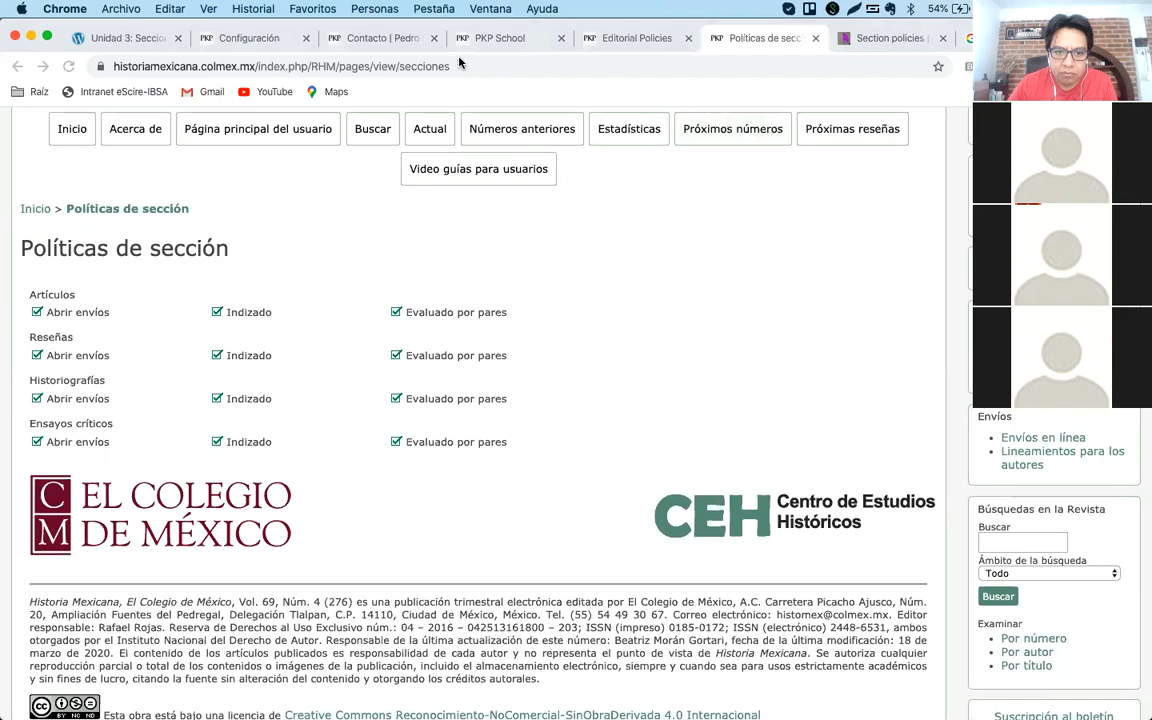 Chrome Archivo Editar Ver Historial Favoritos Personas Pestaña Ventana Ayuda 54%
Unidad 3: Secci Configuración Contacto | Pedr PKP School Editorial Policies Políticas de secc Section policies
historiamexicana.colmex.mx/index.php/RHM/pages/view/secciones
Raíz Intranet eScire-IBSA Gmail YouTube Maps
Inicio Acerca de Página principal del usuario Buscar Actual Números anteriores Estadísticas Próximos números Próximas reseñas
Video guías para usuarios
Inicio > Políticas de sección
Políticas de sección
Artículos
Abrir envíos Indizado Evaluado por pares
Reseñas
Abrir envíos Indizado Evaluado por pares
Historiografías
Abrir envíos Indizado Evaluado por pares
Ensayos críticos
Abrir envíos Indizado Evaluado por pares
CM EL COLEGIO
DE MÉXICO
CEH Centro de Estudios
Históricos
Historia Mexicana, El Colegio de México, Vol. 69, Núm. 4 (276) es una publicación trimestral electrónica editada por El Colegio de México, A.C. Carretera Picacho Ajusco, Núm.
20, Ampliación Fuentes del Pedregal, Delegación Tlalpan, C.P. 14110, Ciudad de México, México. Tel. (55) 54 49 30 67. Correo electrónico: histomex@colmex.mx. Editor
responsable: Rafael Rojas. Reserva de Derechos al Uso Exclusivo núm.: 04 – 2016 – 042513161800 – 203; ISSN (impreso) 0185-0172; ISSN (electrónico) 2448-6531, ambos
otorgados por el Instituto Nacional del Derecho de Autor. Responsable de la última actualización de este número: Beatriz Morán Gortari, fecha de la última modificación: 18 de
marzo de 2020. El contenido de los artículos publicados es responsabilidad de cada autor y no representa el punto de vista de Historia Mexicana. Se autoriza cualquier
reproducción parcial o total de los contenidos o imágenes de la publicación, incluido el almacenamiento electrónico, siempre y cuando sea para usos estrictamente académicos
y sin fines de lucro, citando la fuente sin alteración del contenido y otorgando los créditos autorales.
Esta obra está bajo una licencia de Creative Commons Reconocimiento-NoComercial-SinObraDerivada 4.0 Internacional
Envíos
Envíos en línea
Lineamientos para los
autores
Búsquedas en la Revista
Buscar
Ámbito de la búsqueda
Todo
Buscar
Examinar
Por número
Por autor
Por título
Suscripción al boletín